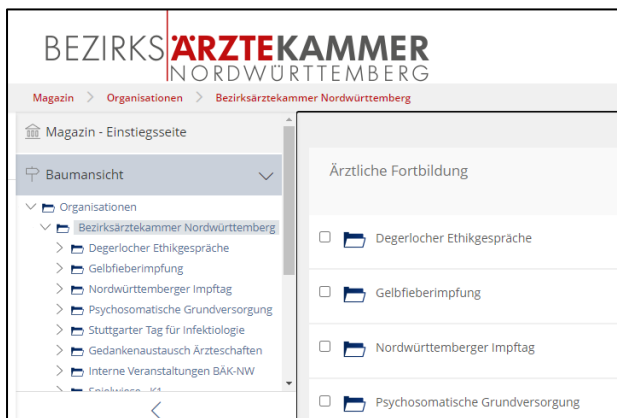 BEZIRKSÄRZTEKAMMER
NORDWÜRTTEMBERG
Magazin > Organisationen > Bezirksärztekammer Nordwürttemberg
Magazin - Einstiegsseite
Baumansicht
Organisationen
Bezirksärztekammer Nordwürttemberg
Degerlocher Ethikgespräche
Gelbfieberimpfung
Nordwürttemberger Impftag
Psychosomatische Grundversorgung
Stuttgarter Tag für Infektiologie
Gedankenaustausch Ärzteschaften
Interne Veranstaltungen BÄK-NW
Ärztliche Fortbildung
Degerlocher Ethikgespräche
Gelbfieberimpfung
Nordwürttemberger Impftag
Psychosomatische Grundversorgung